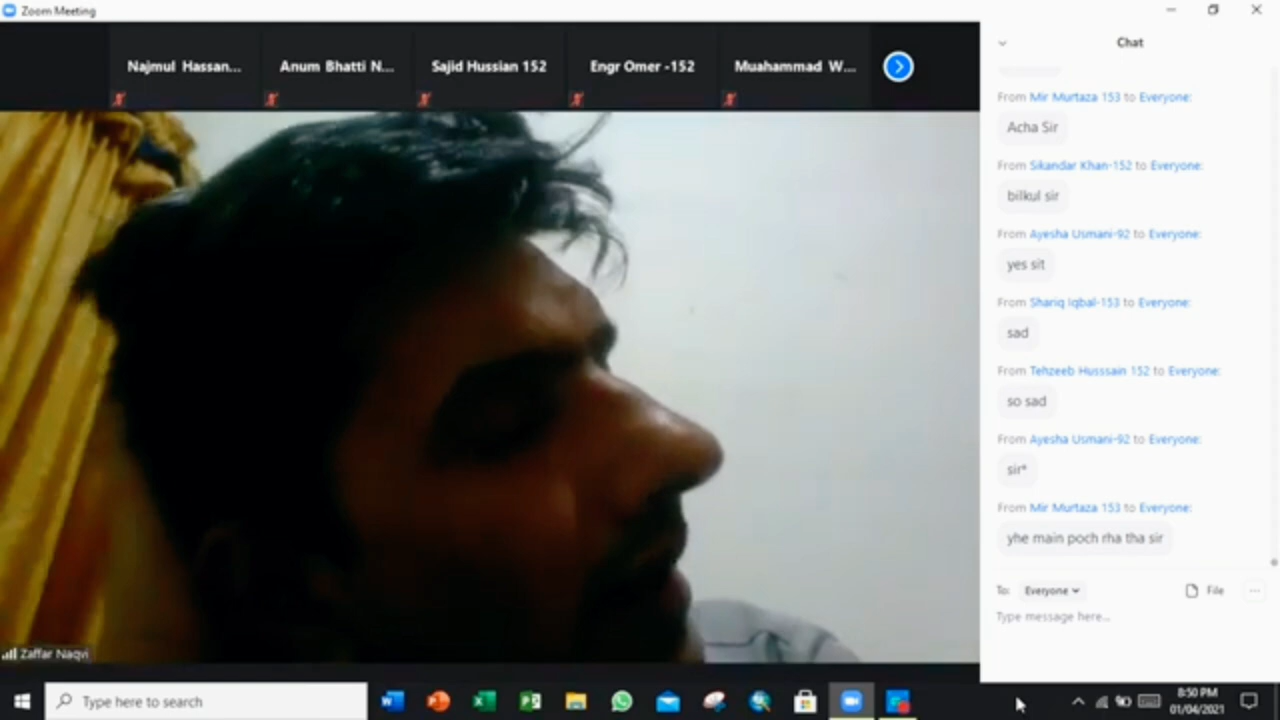 Zoom Meeting
Najmul Hassan...
Anum Bhatti N...
Sajid Hussian 152
Engr Omer -152
Muahammad W...
Chat
From Mir Murtaza 153 to Everyone:
Acha Sir
From Sikandar Khan-152 to Everyone:
bilkul sir
From Ayesha Usmani-92 to Everyone:
yes sit
From Shariq Iqbal-153 to Everyone:
sad
From Tehzeeb Husssain 152 to Everyone:
so sad
From Ayesha Usmani-92 to Everyone:
sir*
From Mir Murtaza 153 to Everyone:
yhe main poch rha tha sir
To: Everyone
File
Type message here...
Zaffar Naqvi
Type here to search
8:50 PM
01/04/2021